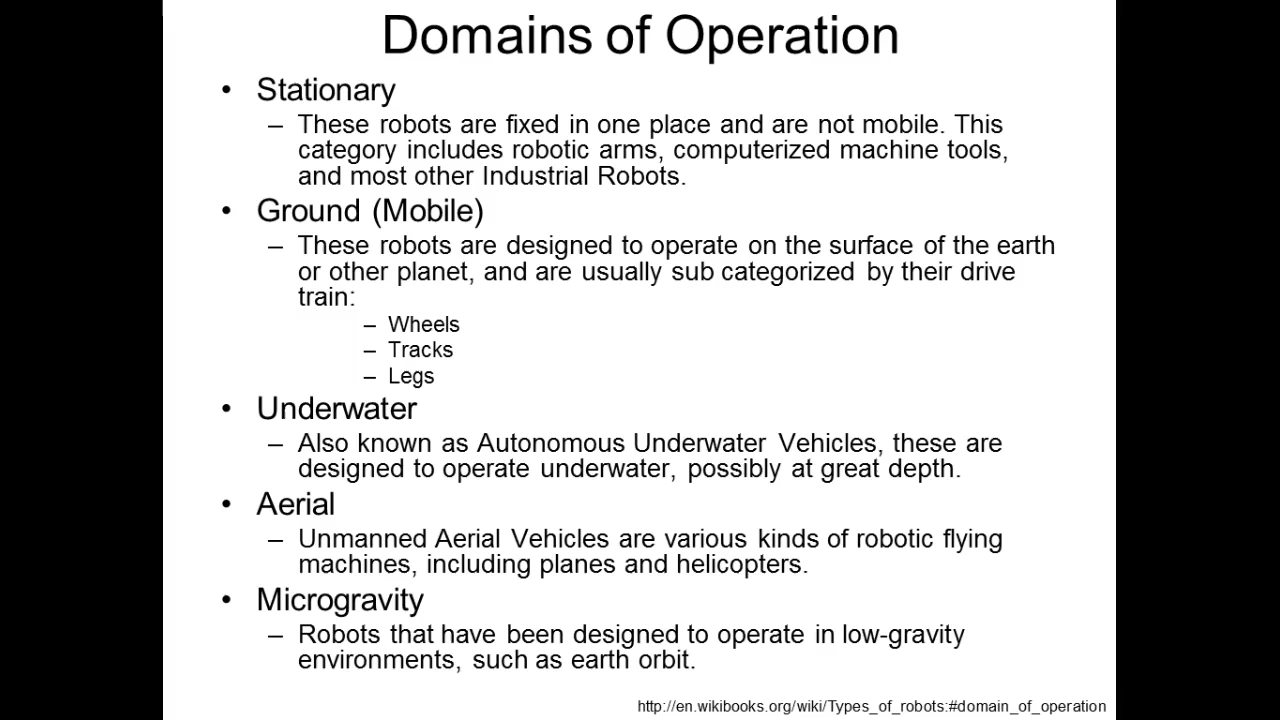 Domains of Operation
• Stationary
– These robots are fixed in one place and are not mobile. This
category includes robotic arms, computerized machine tools,
and most other Industrial Robots.
• Ground (Mobile)
– These robots are designed to operate on the surface of the earth
or other planet, and are usually sub categorized by their drive
train:
– Wheels
– Tracks
– Legs
• Underwater
– Also known as Autonomous Underwater Vehicles, these are
designed to operate underwater, possibly at great depth.
• Aerial
– Unmanned Aerial Vehicles are various kinds of robotic flying
machines, including planes and helicopters.
• Microgravity
– Robots that have been designed to operate in low-gravity
environments, such as earth orbit.
http://en.wikibooks.org/wiki/Types_of_robots:#domain_of_operation